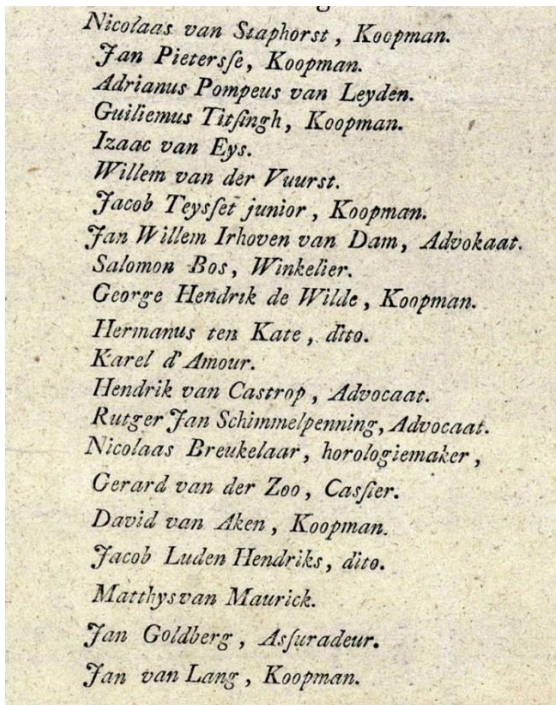 Nicolaas van Staphorst, Koopman.
Jan Pietersſe, Koopman.
Adrianus Pompeus van Leyden.
Guiliemus Titſingh, Koopman.
Izaac van Eys.
Willem van der Vuurst.
Jacob Teysſet junior, Koopman.
Jan Willem Irhoven van Dam, Advokaat.
Salomon Bos, Winkelier.
George Hendrik de Wilde, Koopman.
Hermanus ten Kate, dito.
Karel d'Amour.
Hendrik van Castrop, Advocaat.
Rutger Jan Schimmelpenning, Advocaat.
Nicolaas Breukelaar, horologiemaker,
Gerard van der Zoo, Casſier.
David van Aken, Koopman.
Jacob Luden Hendriks, dito.
Matthysvan Maurick.
Jan Goldberg, Asſuradeur.
Jan van Lang, Koopman.